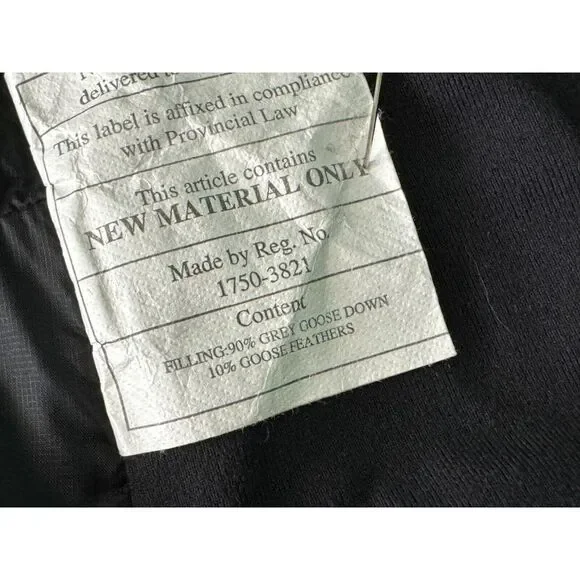 delivered
This label is affixed in compliance
with Provincial Law
This article contains
NEW MATERIAL ONLY
Made by Reg. No.
1750-3821
Content
FILLING:90% GREY GOOSE DOWN
10% GOOSE FEATHERS